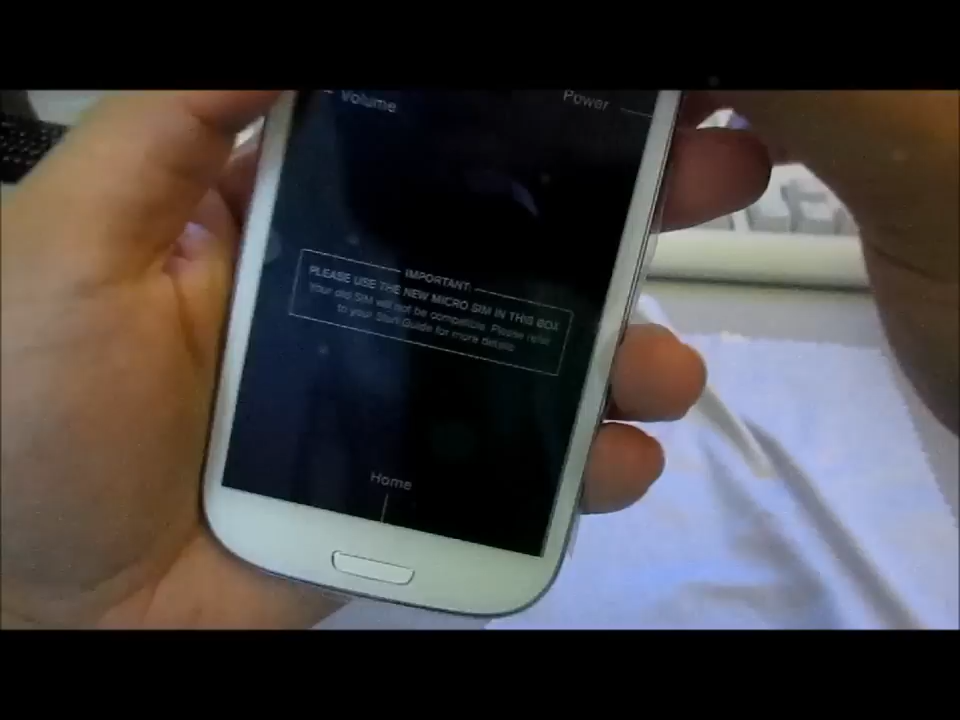 Volume
Power
IMPORTANT:
PLEASE USE THE NEW MICRO SIM IN THIS BOX
Your old SIM will not be compatible. Please refer
to your Start Guide for more details
Home